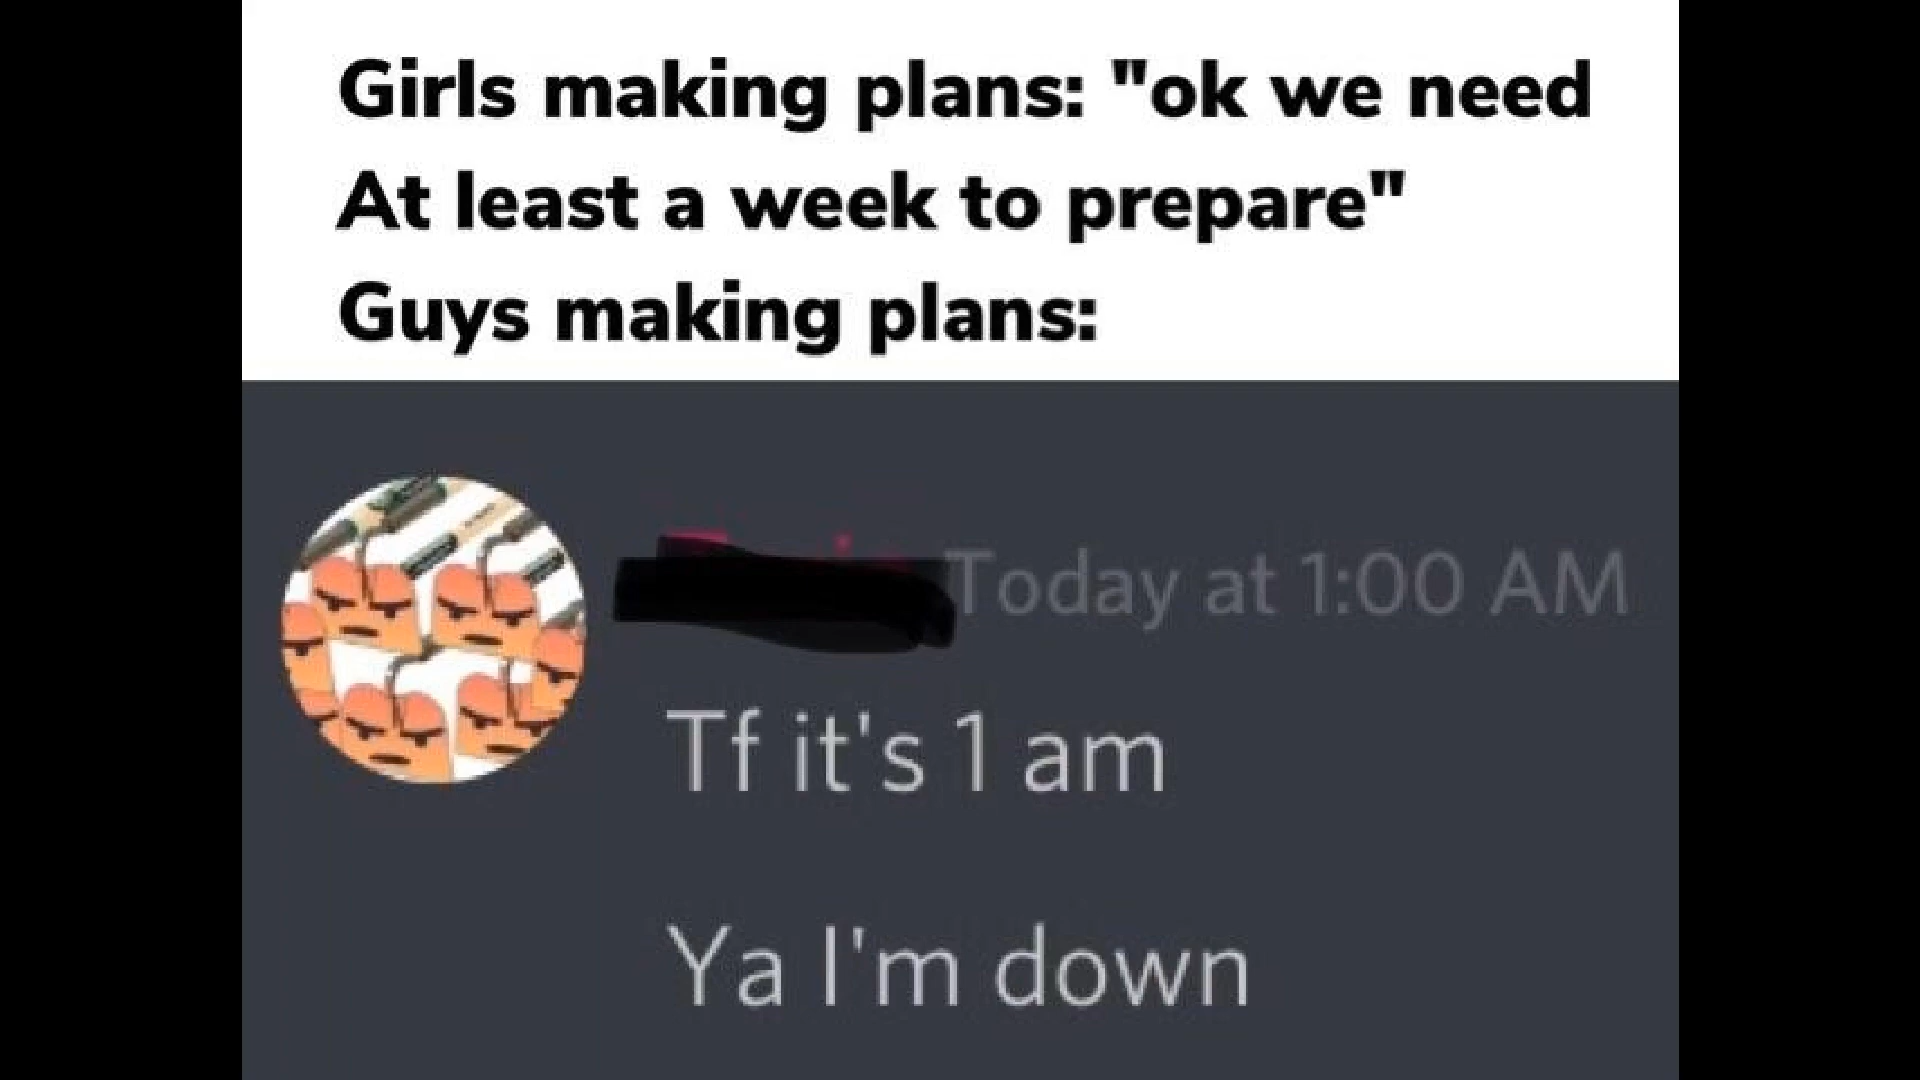 Girls making plans: "ok we need
At least a week to prepare"
Guys making plans:
Today at 1:00 AM
Tf it's 1 am
Ya I'm down